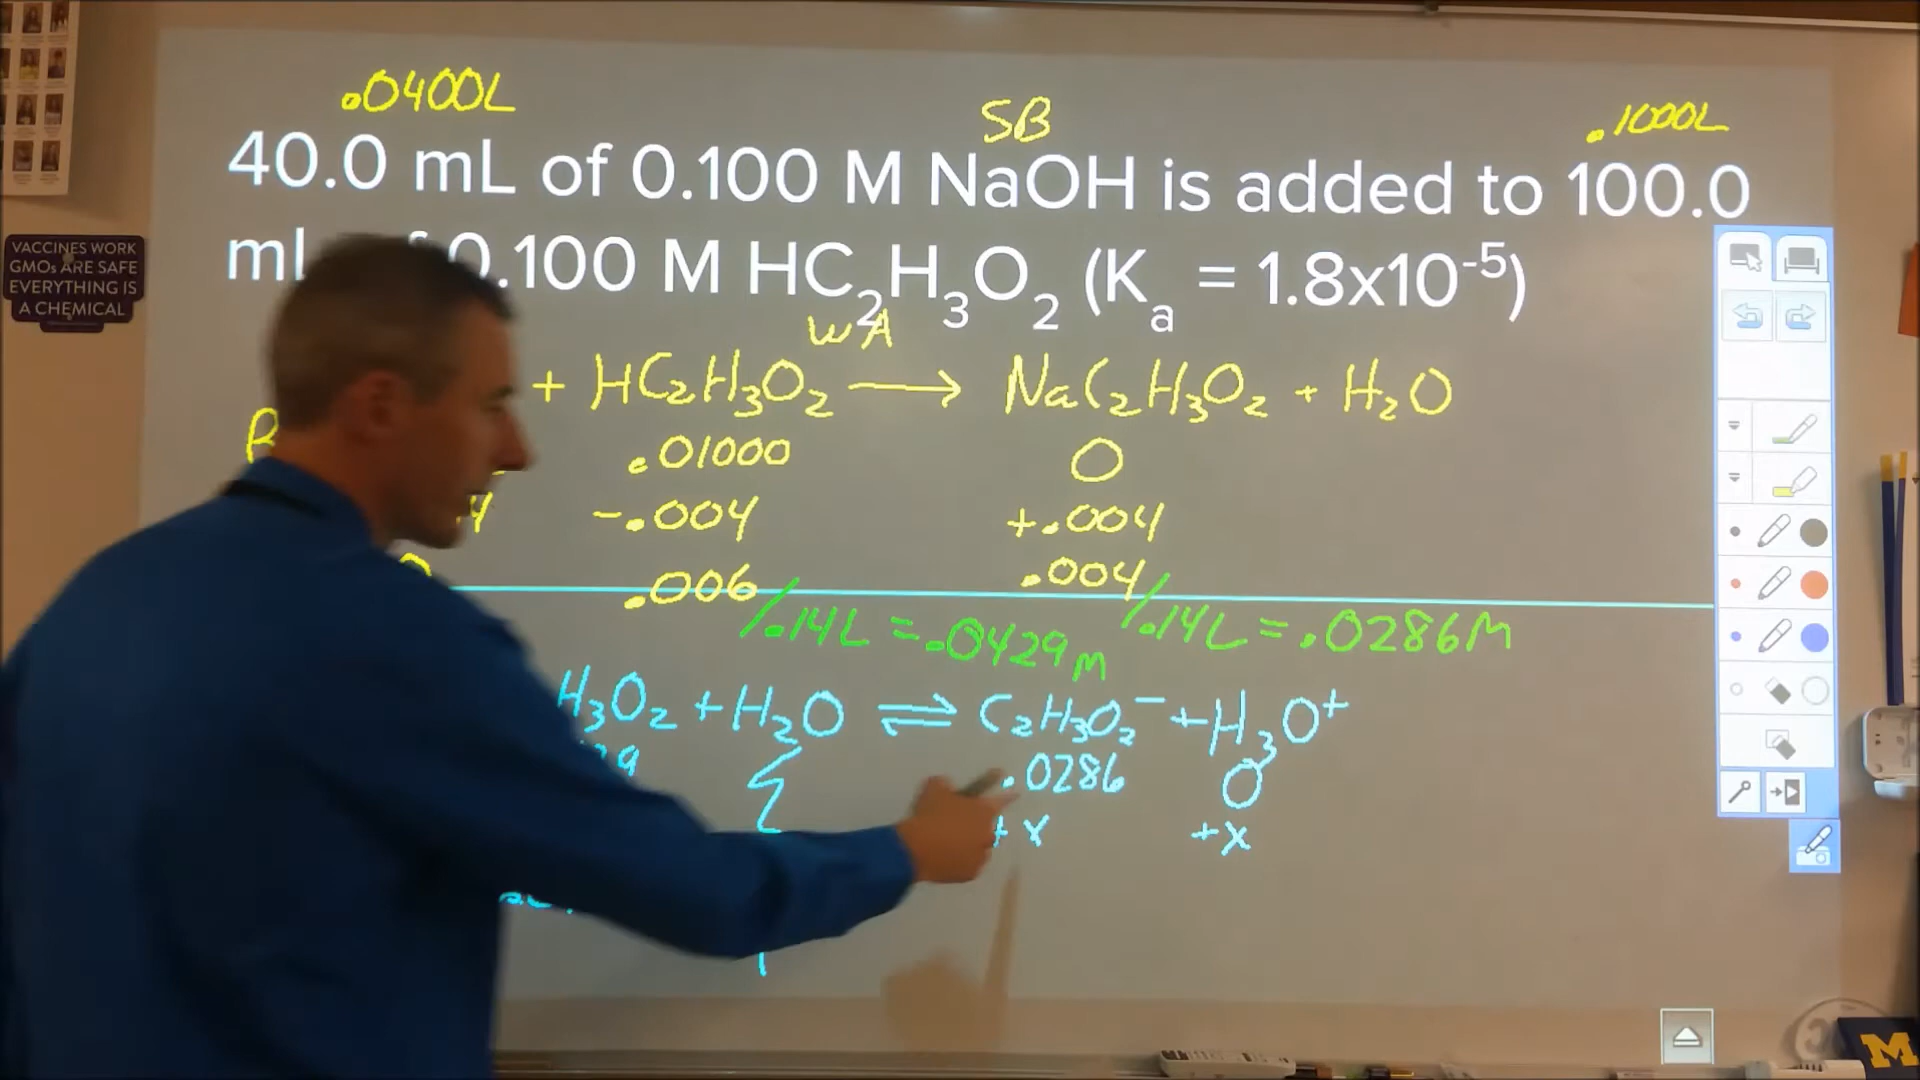 .0400L
SB
.1000L
40.0 mL of 0.100 M NaOH is added to 100.0
0.100 M HC₂H₃O₂ (Kₐ = 1.8x10⁻⁵)
WA
+ HC₂H₃O₂ → NaC₂H₃O₂ + H₂O
.01000 0
-.004 +.004
.006/.14L = .0429M .004/.14L = .0286M
H₃O₂ + H₂O ⇌ C₂H₃O₂⁻ + H₃O⁺
.0286 0
+x +x
VACCINES WORK
GMOs ARE SAFE
EVERYTHING IS
A CHEMICAL
M